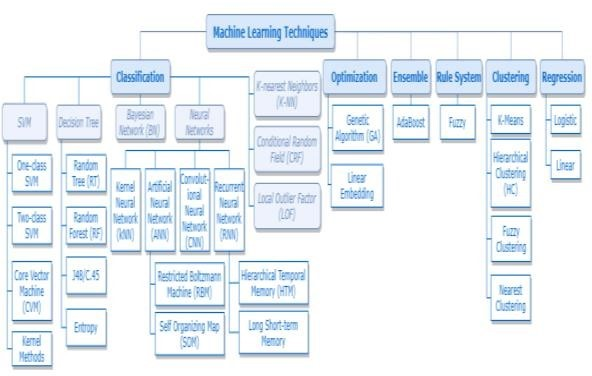 Machine Learning Techniques
Classification
Optimization
Ensemble
Rule System
Clustering
Regression
SVM
Decision Tree
Bayesian
Network (BN)
Neural
Networks
K-nearest Neighbors
(K-NN)
Conditional Random
Field (CRF)
Local Outlier Factor
(LOF)
One-class
SVM
Two-class
SVM
Core Vector
Machine
(CVM)
Kernel
Methods
Random
Tree (RT)
Random
Forest (RF)
J48/C.45
Entropy
Kernel
Neural
Network
(kNN)
Artificial
Neural
Network
(ANN)
Convolut-
ional
Neural
Network
(CNN)
Recurrent
Neural
Network
(RNN)
Restricted Boltzmann
Machine (RBM)
Self Organizing Map
(SOM)
Hierarchical Temporal
Memory (HTM)
Long Short-term
Memory
Genetic
Algorithm (GA)
Linear
Embedding
AdaBoost
Fuzzy
K-Means
Hierarchical
Clustering
(HC)
Fuzzy
Clustering
Nearest
Clustering
Logistic
Linear